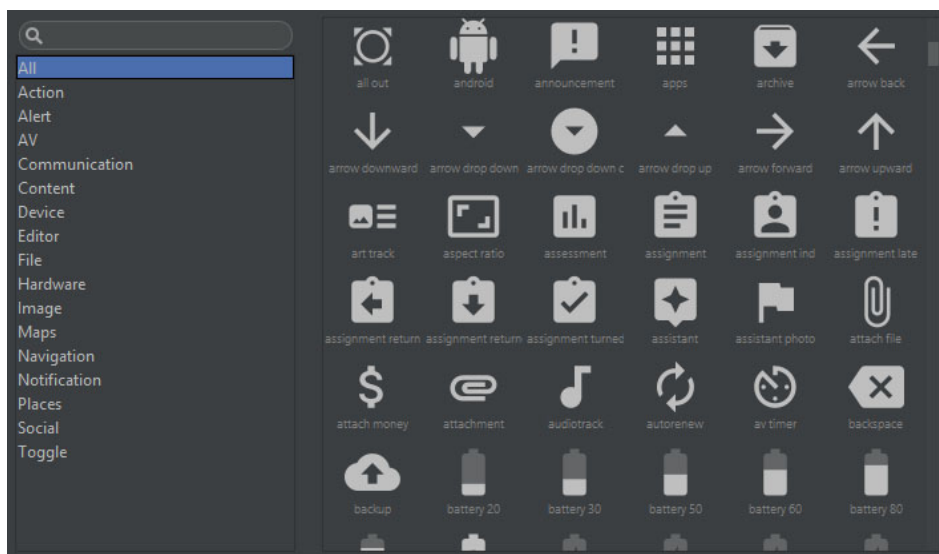 All
Action
Alert
AV
Communication
Content
Device
Editor
File
Hardware
Image
Maps
Navigation
Notification
Places
Social
Toggle
all out android announcement apps archive arrow back
arrow downward arrow drop down arrow drop down c arrow drop up arrow forward arrow upward
art track aspect ratio assessment assignment assignment ind assignment late
assignment return assignment return assignment turned assistant assistant photo attach file
attach money attachment audiotrack autorenew av timer backspace
backup battery 20 battery 30 battery 50 battery 60 battery 80